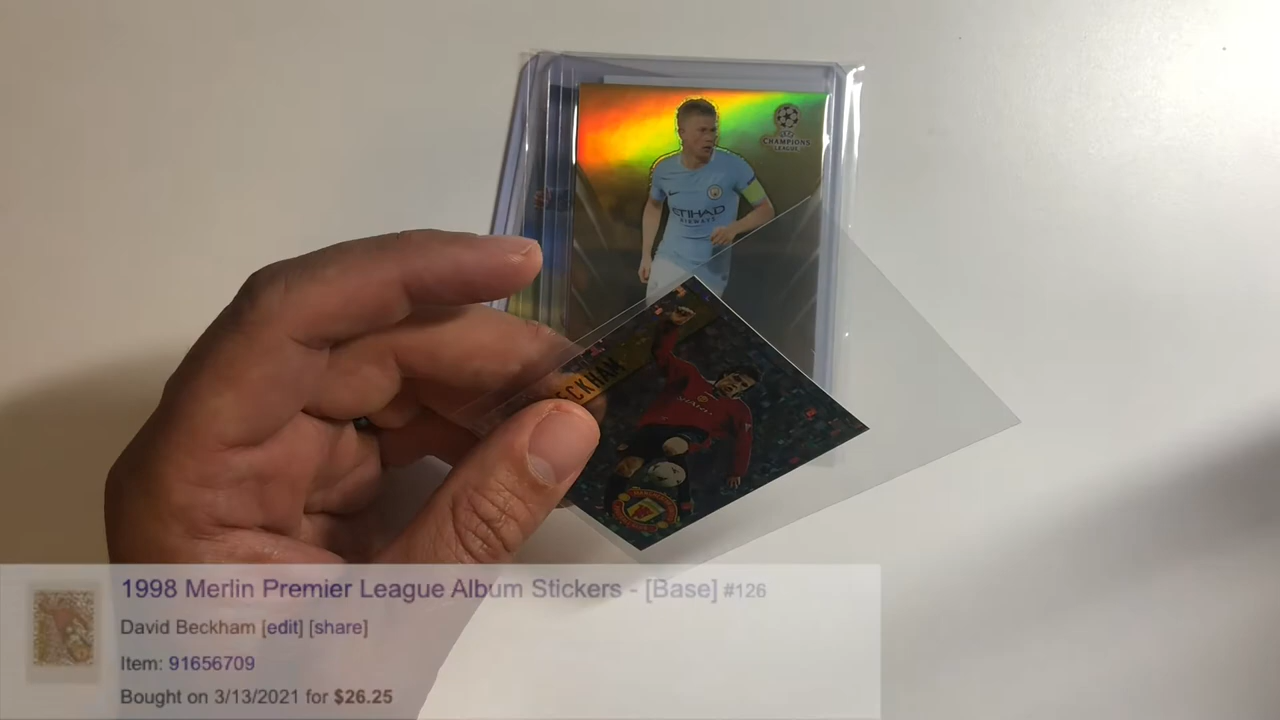 CHAMPIONS
LEAGUE
ETIHAD
AIRWAYS
ECKHAM
1998 Merlin Premier League Album Stickers - [Base] #126
David Beckham [edit] [share]
Item: 91656709
Bought on 3/13/2021 for $26.25